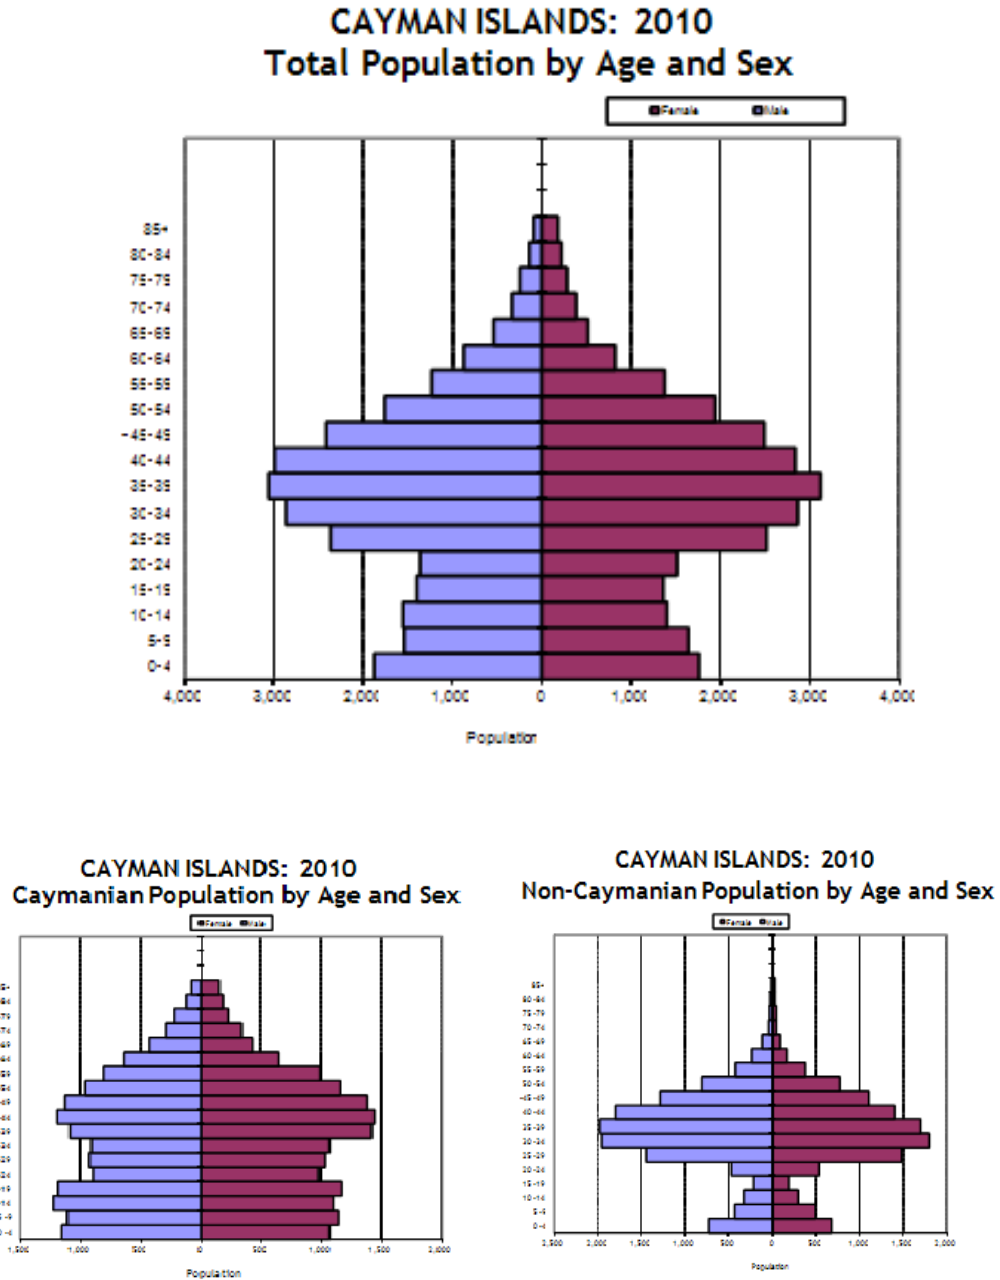 CAYMAN ISLANDS: 2010
Total Population by Age and Sex
Female Male
85+
80-84
75-79
70-74
65-69
60-64
55-59
50-54
-45-49
40-44
35-39
30-34
25-29
20-24
15-19
10-14
5-9
0-4
4,000 3,000 2,000 1,000 0 1,000 2,000 3,000 4,000
Population
CAYMAN ISLANDS: 2010
Caymanian Population by Age and Sex
Female Male
1,500 1,000 500 0 500 1,000 1,500 2,000
Population
CAYMAN ISLANDS: 2010
Non-Caymanian Population by Age and Sex
Female Male
85+
80-84
75-79
70-74
65-69
60-64
55-59
50-54
-45-49
40-44
35-39
30-34
25-29
20-24
15-19
10-14
5-9
0-4
2,500 2,000 1,500 1,000 500 0 500 1,000 1,500 2,000
Population